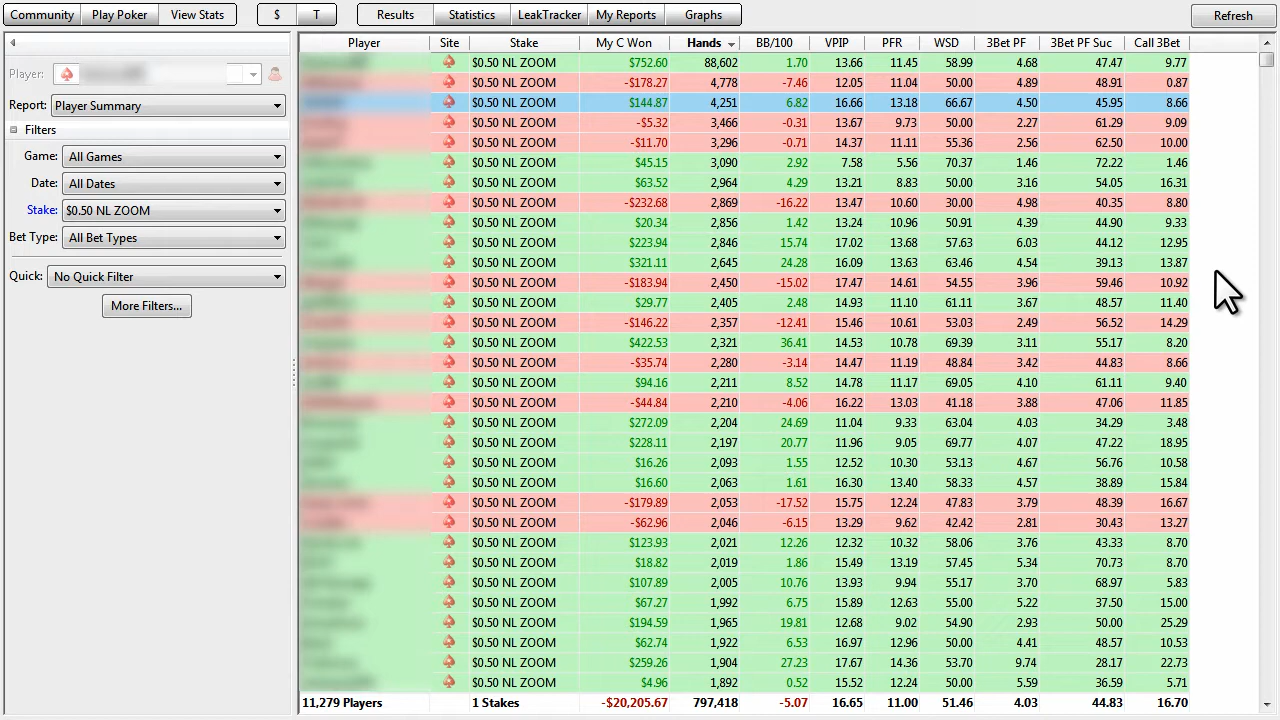 Community Play Poker View Stats $ T Results Statistics LeakTracker My Reports Graphs Refresh
Player:
Report: Player Summary
Filters
Game: All Games
Date: All Dates
Stake: $0.50 NL ZOOM
Bet Type: All Bet Types
Quick: No Quick Filter
More Filters...
Player Site Stake My C Won Hands BB/100 VPIP PFR WSD 3Bet PF 3Bet PF Suc Call 3Bet
$0.50 NL ZOOM $752.60 88,602 1.70 13.66 11.45 58.99 4.68 47.47 9.77
$0.50 NL ZOOM -$178.27 4,778 -7.46 12.05 11.04 50.00 4.89 48.91 0.87
$0.50 NL ZOOM $144.87 4,251 6.82 16.66 13.18 66.67 4.50 45.95 8.66
$0.50 NL ZOOM -$5.32 3,466 -0.31 13.67 9.73 50.00 2.27 61.29 9.09
$0.50 NL ZOOM -$11.70 3,296 -0.71 14.37 11.11 55.36 2.56 62.50 10.00
$0.50 NL ZOOM $45.15 3,090 2.92 7.58 5.56 70.37 1.46 72.22 1.46
$0.50 NL ZOOM $63.52 2,964 4.29 13.21 8.83 50.00 3.16 54.05 16.31
$0.50 NL ZOOM -$232.68 2,869 -16.22 13.47 10.60 30.00 4.98 40.35 8.80
$0.50 NL ZOOM $20.34 2,856 1.42 13.24 10.96 50.91 4.39 44.90 9.33
$0.50 NL ZOOM $223.94 2,846 15.74 17.02 13.68 57.63 6.03 44.12 12.95
$0.50 NL ZOOM $321.11 2,645 24.28 16.09 13.63 63.46 4.54 39.13 13.87
$0.50 NL ZOOM -$183.94 2,450 -15.02 17.47 14.61 54.55 3.96 59.46 10.92
$0.50 NL ZOOM $29.77 2,405 2.48 14.93 11.10 61.11 3.67 48.57 11.40
$0.50 NL ZOOM -$146.22 2,357 -12.41 15.46 10.61 53.03 2.49 56.52 14.29
$0.50 NL ZOOM $422.53 2,321 36.41 14.53 10.78 69.39 3.11 55.17 8.20
$0.50 NL ZOOM -$35.74 2,280 -3.14 14.47 11.19 48.84 3.42 44.83 8.66
$0.50 NL ZOOM $94.16 2,211 8.52 14.78 11.17 69.05 4.10 61.11 9.40
$0.50 NL ZOOM -$44.84 2,210 -4.06 16.22 13.03 41.18 3.88 47.06 11.85
$0.50 NL ZOOM $272.09 2,204 24.69 11.04 9.33 63.04 4.03 34.29 3.48
$0.50 NL ZOOM $228.11 2,197 20.77 11.96 9.05 69.77 4.07 47.22 18.95
$0.50 NL ZOOM $16.26 2,093 1.55 12.52 10.30 53.13 4.67 56.76 10.58
$0.50 NL ZOOM $16.60 2,063 1.61 16.30 13.40 58.33 4.57 38.89 15.84
$0.50 NL ZOOM -$179.89 2,053 -17.52 15.75 12.24 47.83 3.79 48.39 16.67
$0.50 NL ZOOM -$62.96 2,046 -6.15 13.29 9.62 42.42 2.81 30.43 13.27
$0.50 NL ZOOM $123.93 2,021 12.26 12.32 10.32 58.06 3.76 43.33 8.70
$0.50 NL ZOOM $18.82 2,019 1.86 15.49 13.19 57.45 5.34 70.73 8.70
$0.50 NL ZOOM $107.89 2,005 10.76 13.93 9.94 55.17 3.70 68.97 5.83
$0.50 NL ZOOM $67.27 1,992 6.75 15.89 12.63 55.00 5.22 37.50 15.00
$0.50 NL ZOOM $194.59 1,965 19.81 12.68 9.02 54.90 2.93 50.00 25.29
$0.50 NL ZOOM $62.74 1,922 6.53 16.97 12.96 50.00 4.41 48.57 10.53
$0.50 NL ZOOM $259.26 1,904 27.23 17.67 14.36 53.70 9.74 28.17 22.73
$0.50 NL ZOOM $4.96 1,892 0.52 15.52 12.24 50.00 5.59 36.59 5.71
11,279 Players 1 Stakes -$20,205.67 797,418 -5.07 16.65 11.00 51.46 4.03 44.83 16.70